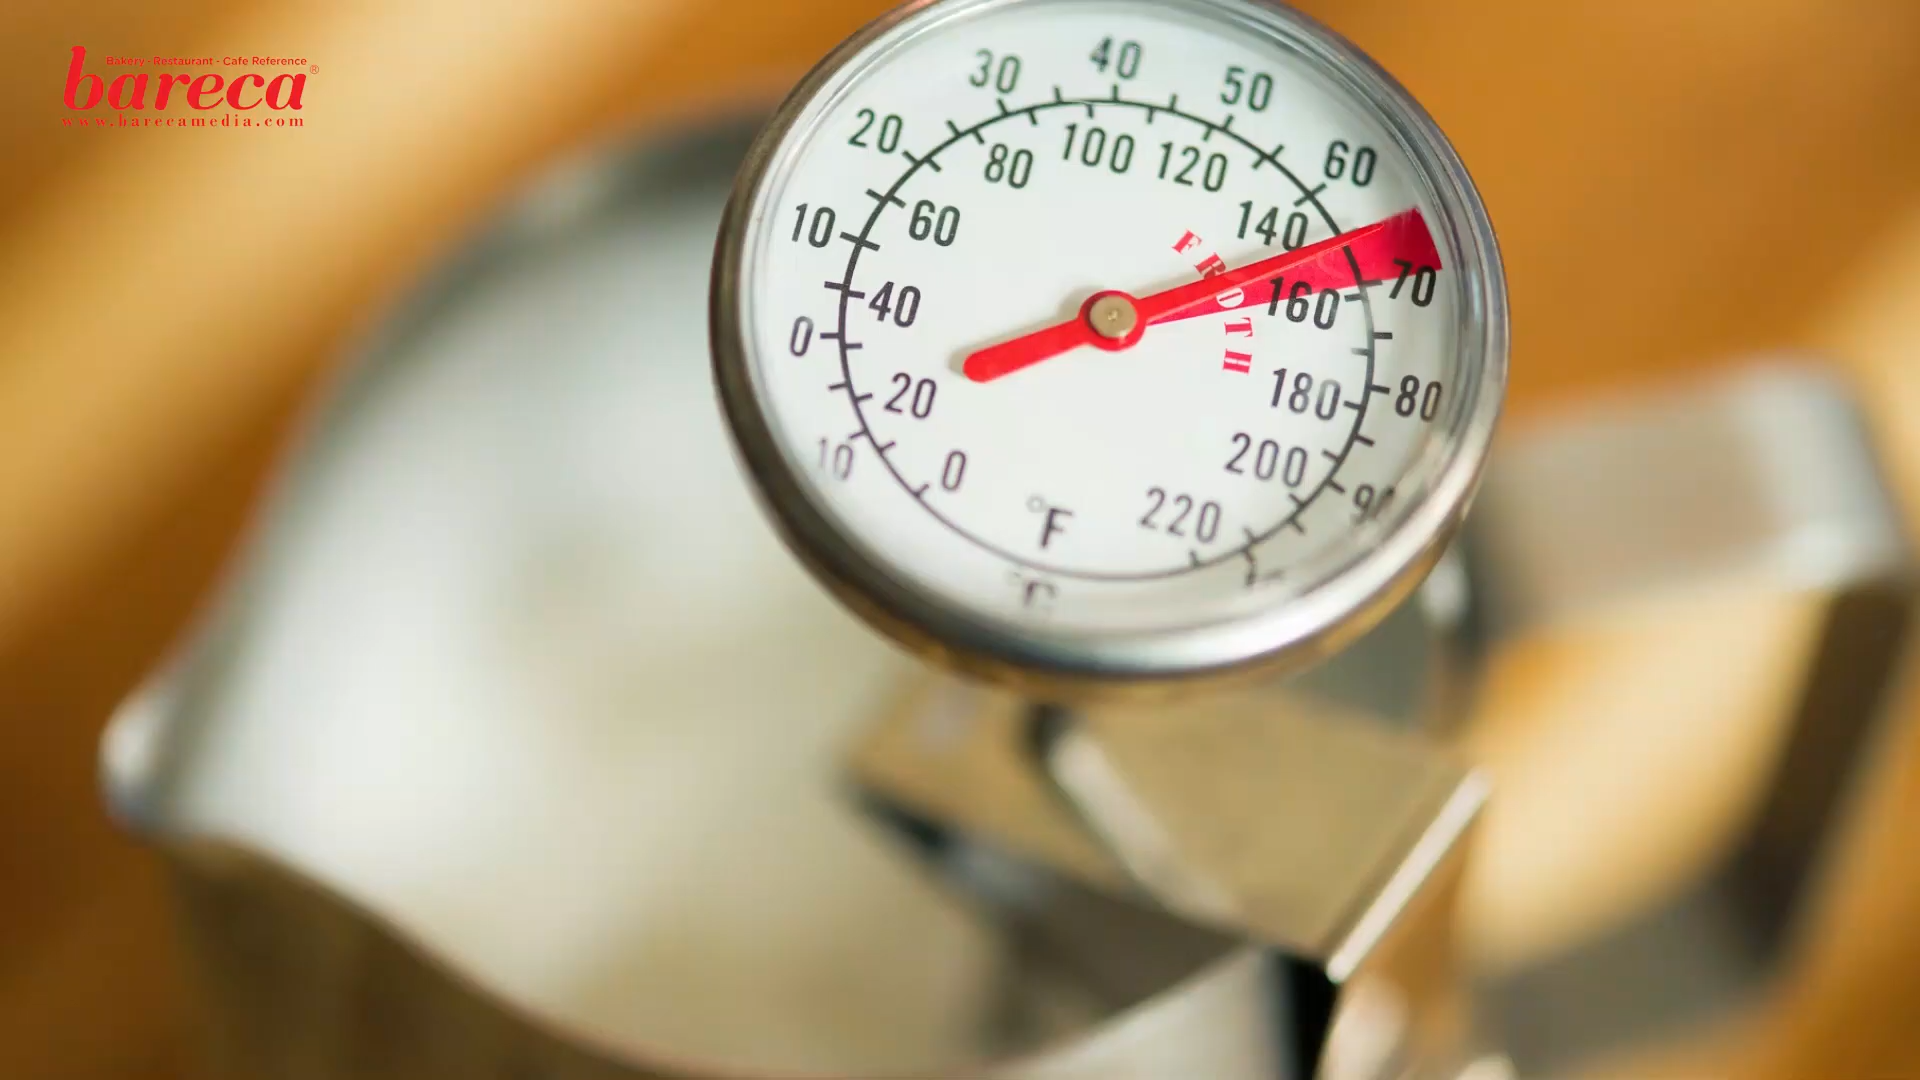 Bakery - Restaurant - Cafe Reference
bareca®
www.barecamedia.com
10 0 10 20 30 40 50 60 70 80 90
0 20 40 60 80 100 120 140 160 180 200 220
FROTH
°F
°C